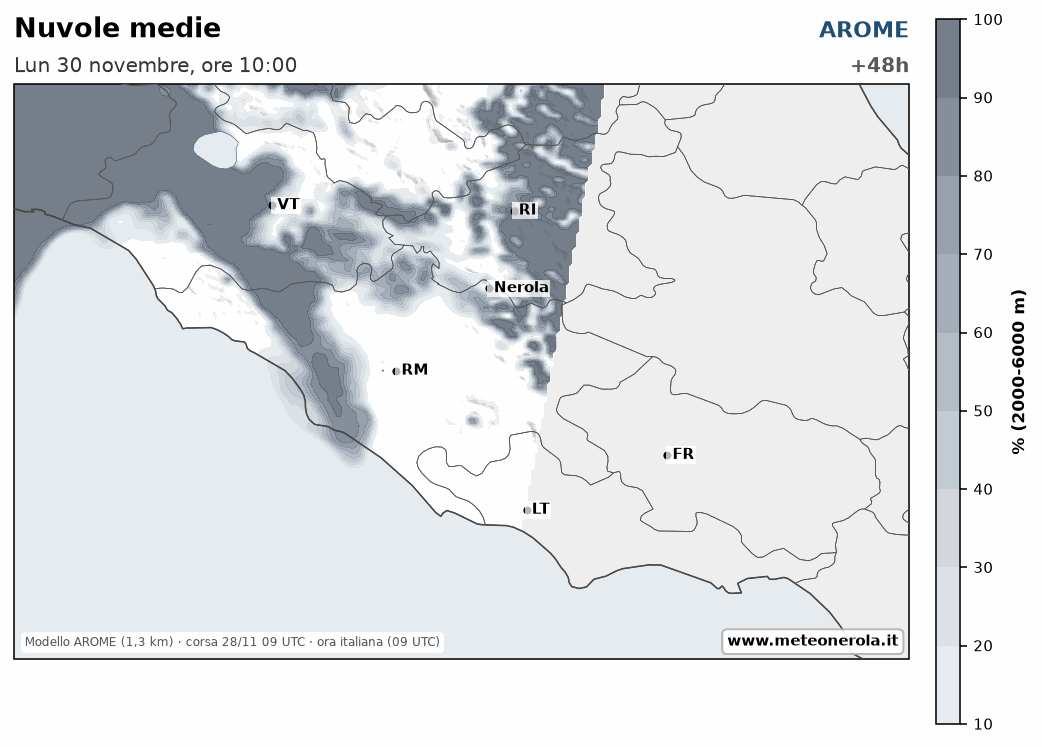 Nuvole medie
AROME
Lun 30 novembre, ore 10:00
+48h
VT
RI
Nerola
RM
FR
LT
Modello AROME (1,3 km) · corsa 28/11 09 UTC · ora italiana (09 UTC)
www.meteonerola.it
100
90
80
70
60
50
40
30
20
10
% (2000-6000 m)